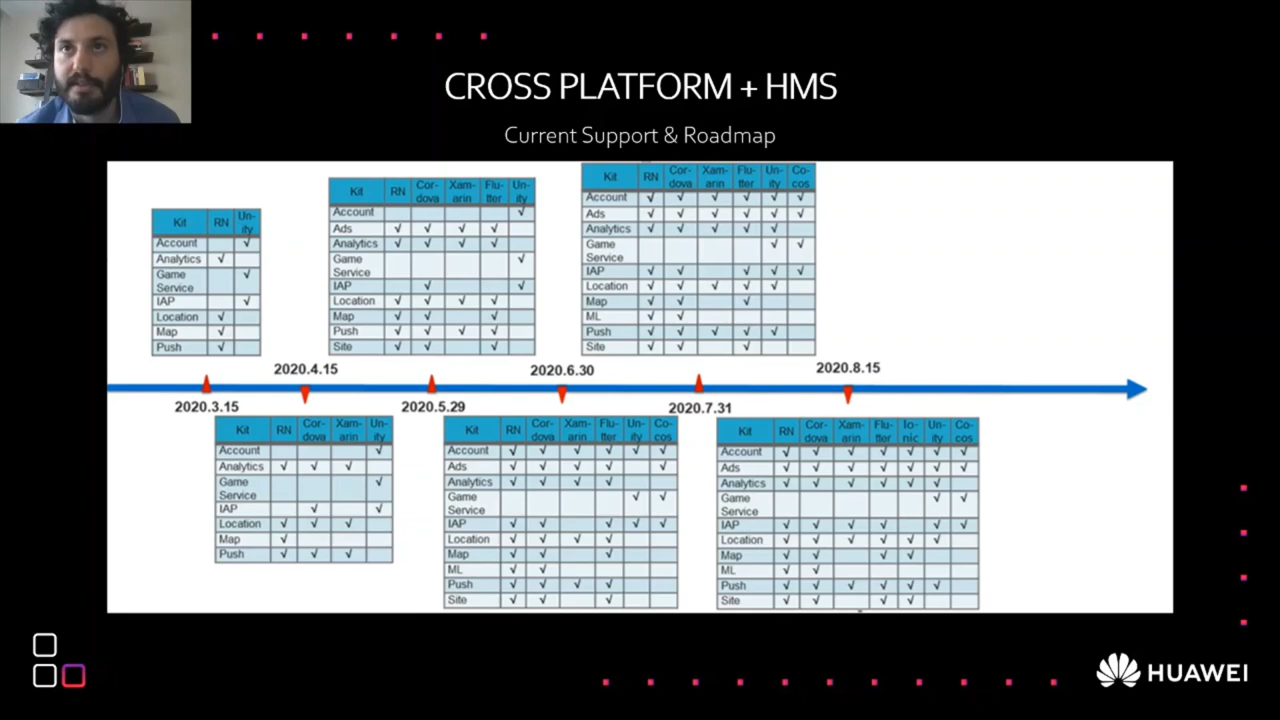 CROSS PLATFORM + HMS
Current Support & Roadmap
Kit RN Un-ity
Account √
Analytics √
Game Service √
IAP √
Location √
Map √
Push √
Kit RN Cor-dova Xam-arin Flu-tter Un-ity
Account √
Ads √ √ √ √
Analytics √ √ √ √
Game Service √
IAP √ √
Location √ √ √ √
Map √ √ √
Push √ √ √ √
Site √ √ √
Kit RN Cor-dova Xam-arin Flu-tter Un-ity Co-cos
Account √ √ √ √ √ √
Ads √ √ √ √ √ √
Analytics √ √ √ √ √
Game Service √ √
IAP √ √ √ √ √
Location √ √ √ √ √
Map √ √ √
ML √ √
Push √ √ √ √ √
Site √ √ √
2020.4.15
2020.6.30
2020.8.15
2020.3.15
2020.5.29
2020.7.31
Kit RN Cor-dova Xam-arin Un-ity
Account √
Analytics √ √ √
Game Service √
IAP √ √
Location √ √ √
Map √
Push √ √ √
Kit RN Cor-dova Xam-arin Flu-tter Un-ity Co-cos
Account √ √ √ √ √ √
Ads √ √ √ √ √
Analytics √ √ √ √
Game Service √ √
IAP √ √ √ √ √
Location √ √ √ √
Map √ √ √
ML √ √
Push √ √ √ √
Site √ √ √
Kit RN Cor-dova Xam-arin Flu-tter Io-nic Un-ity Co-cos
Account √ √ √ √ √ √ √
Ads √ √ √ √ √ √ √
Analytics √ √ √ √ √ √
Game Service √ √
IAP √ √ √ √ √ √
Location √ √ √ √ √ √
Map √ √ √ √
ML √ √
Push √ √ √ √ √ √
Site √ √ √ √
HUAWEI